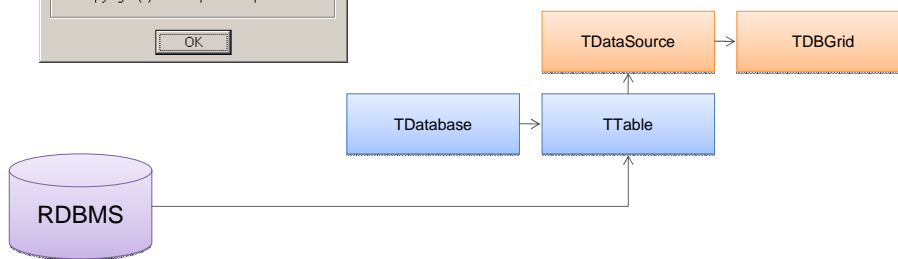 OK
TDataSource
TDBGrid
TDatabase
TTable
RDBMS